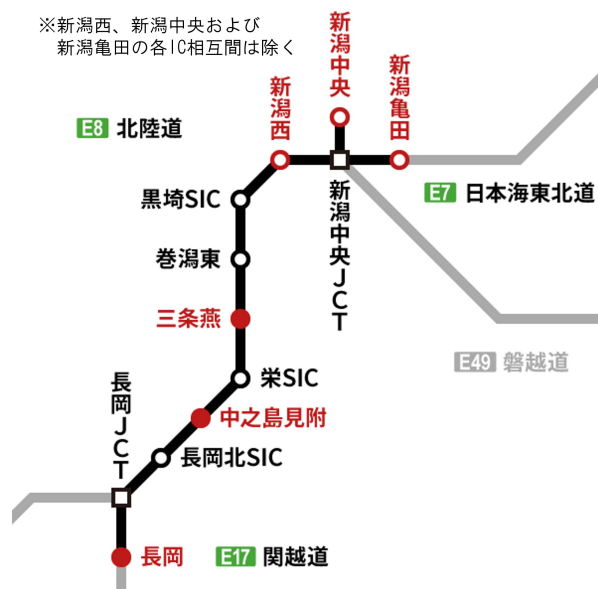 ※新潟西、新潟中央および
新潟亀田の各IC相互間は除く
新潟中央
新潟亀田
新潟西
E8 北陸道
黒埼SIC
新潟中央JCT
E7 日本海東北道
巻潟東
三条燕
E49 磐越道
栄SIC
長岡JCT
中之島見附
長岡北SIC
長岡
E17 関越道